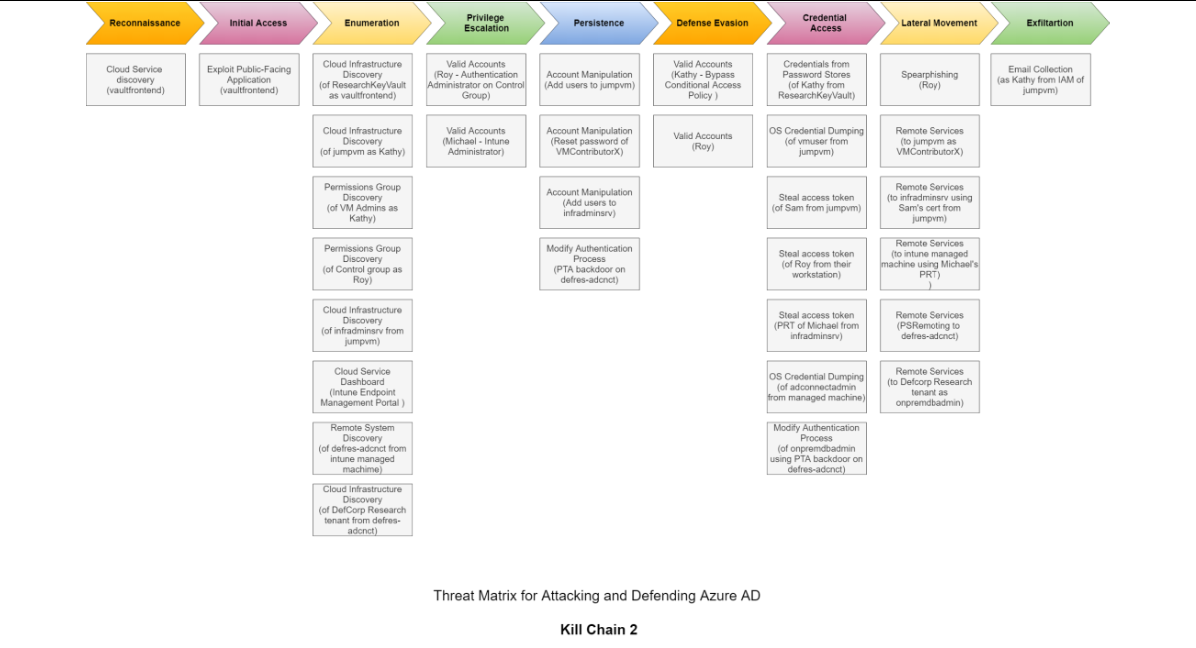 Reconnaissance
Initial Access
Enumeration
Privilege
Escalation
Persistence
Defense Evasion
Credential
Access
Lateral Movement
Exfiltartion
Cloud Service
discovery
(vaultfrontend)
Exploit Public-Facing
Application
(vaultfrontend)
Cloud Infrastructure
Discovery
(of ResearchKeyVault
as vaultfrontend)
Cloud Infrastructure
Discovery
(of jumpvm as Kathy)
Permissions Group
Discovery
(of VM Admins as
Kathy)
Permissions Group
Discovery
(of Control group as
Roy)
Cloud Infrastructure
Discovery
(of infradminsrv from
jumpvm)
Cloud Service
Dashboard
(Intune Endpoint
Management Portal )
Remote System
Discovery
(of defres-adcnct from
intune managed
machime)
Cloud Infrastructure
Discovery
(of DefCorp Research
tenant from defres-
adcnct)
Valid Accounts
(Roy - Authentication
Administrator on Control
Group)
Valid Accounts
(Michael - Intune
Administrator)
Account Manipulation
(Add users to jumpvm)
Account Manipulation
(Reset password of
VMContributorX)
Account Manipulation
(Add users to
infradminsrv)
Modify Authentication
Process
(PTA backdoor on
defres-adcnct)
Valid Accounts
(Kathy - Bypass
Conditional Access
Policy )
Valid Accounts
(Roy)
Credentials from
Password Stores
(of Kathy from
ResearchKeyVault)
OS Credential Dumping
(of vmuser from
jumpvm)
Steal access token
(of Sam from jumpvm)
Steal access token
(of Roy from their
workstation)
Steal access token
(PRT of Michael from
infradminsrv)
OS Credential Dumping
(of adconnectadmin
from managed machine)
Modify Authentication
Process
(of onpremdbadmin
using PTA backdoor on
defres-adcnct)
Spearphishing
(Roy)
Remote Services
(to jumpvm as
VMContributorX)
Remote Services
(to infradminsrv using
Sam's cert from
jumpvm)
Remote Services
(to intune managed
machine using Michael's
PRT)
)
Remote Services
(PSRemoting to
defres-adcnct)
Remote Services
(to Defcorp Research
tenant as
onpremdbadmin)
Email Collection
(as Kathy from IAM of
jumpvm)
Threat Matrix for Attacking and Defending Azure AD
Kill Chain 2